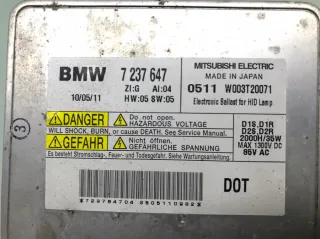 BMW 7 237 647 MITSUBISHI ELECTRIC
ZI:G AI:04 MADE IN JAPAN
10/05/11 HW:05 SW:05 0511 W003T20071
Electronic Ballast for HID Lamp
DANGER Do not open.
HAZARDOUS VOLTAGE
WILL SHOCK, BURN, or cause DEATH. See Service Manual.
GEFAHR Nicht öffnen.
GEFÄHRLICHE SPANNUNG
Es besteht Stromschlag-, Feuer- und Todesgefahr. Siehe Wartungsanleitung.
D1S,D1R
D2S,D2R
2000H/35W
MAX 1300V DC
85V AC
3
DOT